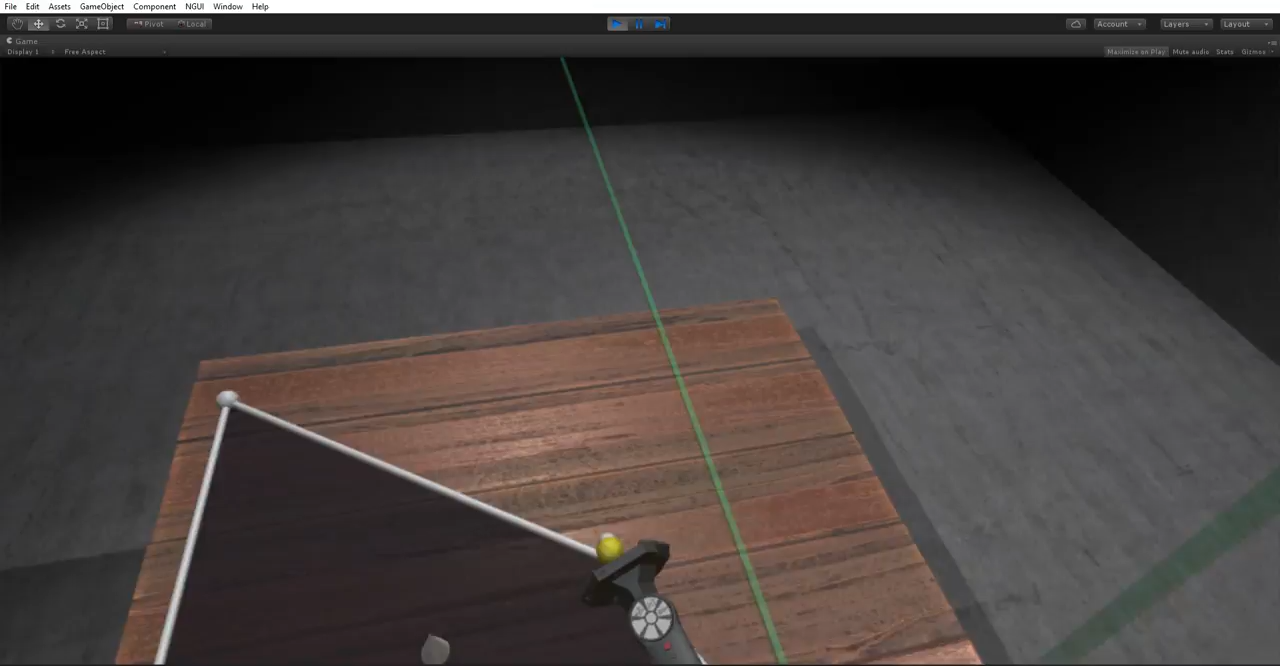 File Edit Assets GameObject Component NGUI Window Help
Pivot Local Account Layers Layout
Game
Display 1 Free Aspect Maximize on Play Mute audio Stats Gizmos